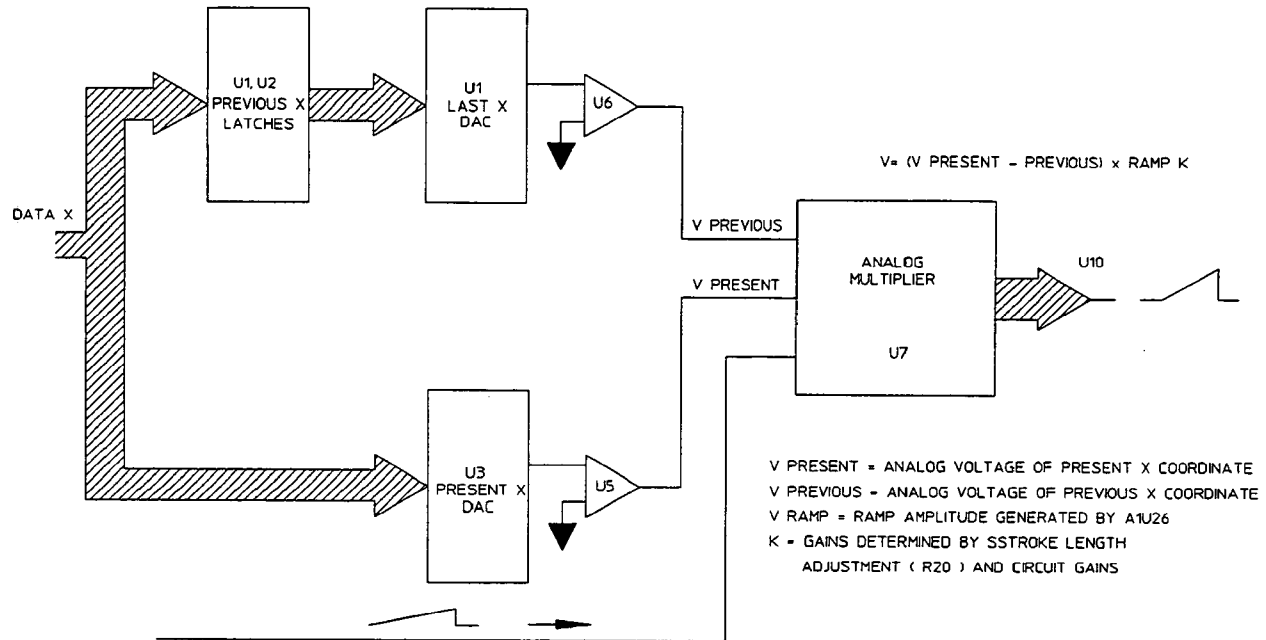 U1, U2
PREVIOUS X
LATCHES
U1
LAST X
DAC
U6
V= (V PRESENT - PREVIOUS) x RAMP K
DATA X
V PREVIOUS
V PRESENT
ANALOG
MULTIPLIER
U7
U10
U3
PRESENT X
DAC
U5
V PRESENT = ANALOG VOLTAGE OF PRESENT X COORDINATE
V PREVIOUS - ANALOG VOLTAGE OF PREVIOUS X COORDINATE
V RAMP = RAMP AMPLITUDE GENERATED BY A1U26
K - GAINS DETERMINED BY SSTROKE LENGTH
ADJUSTMENT ( R20 ) AND CIRCUIT GAINS